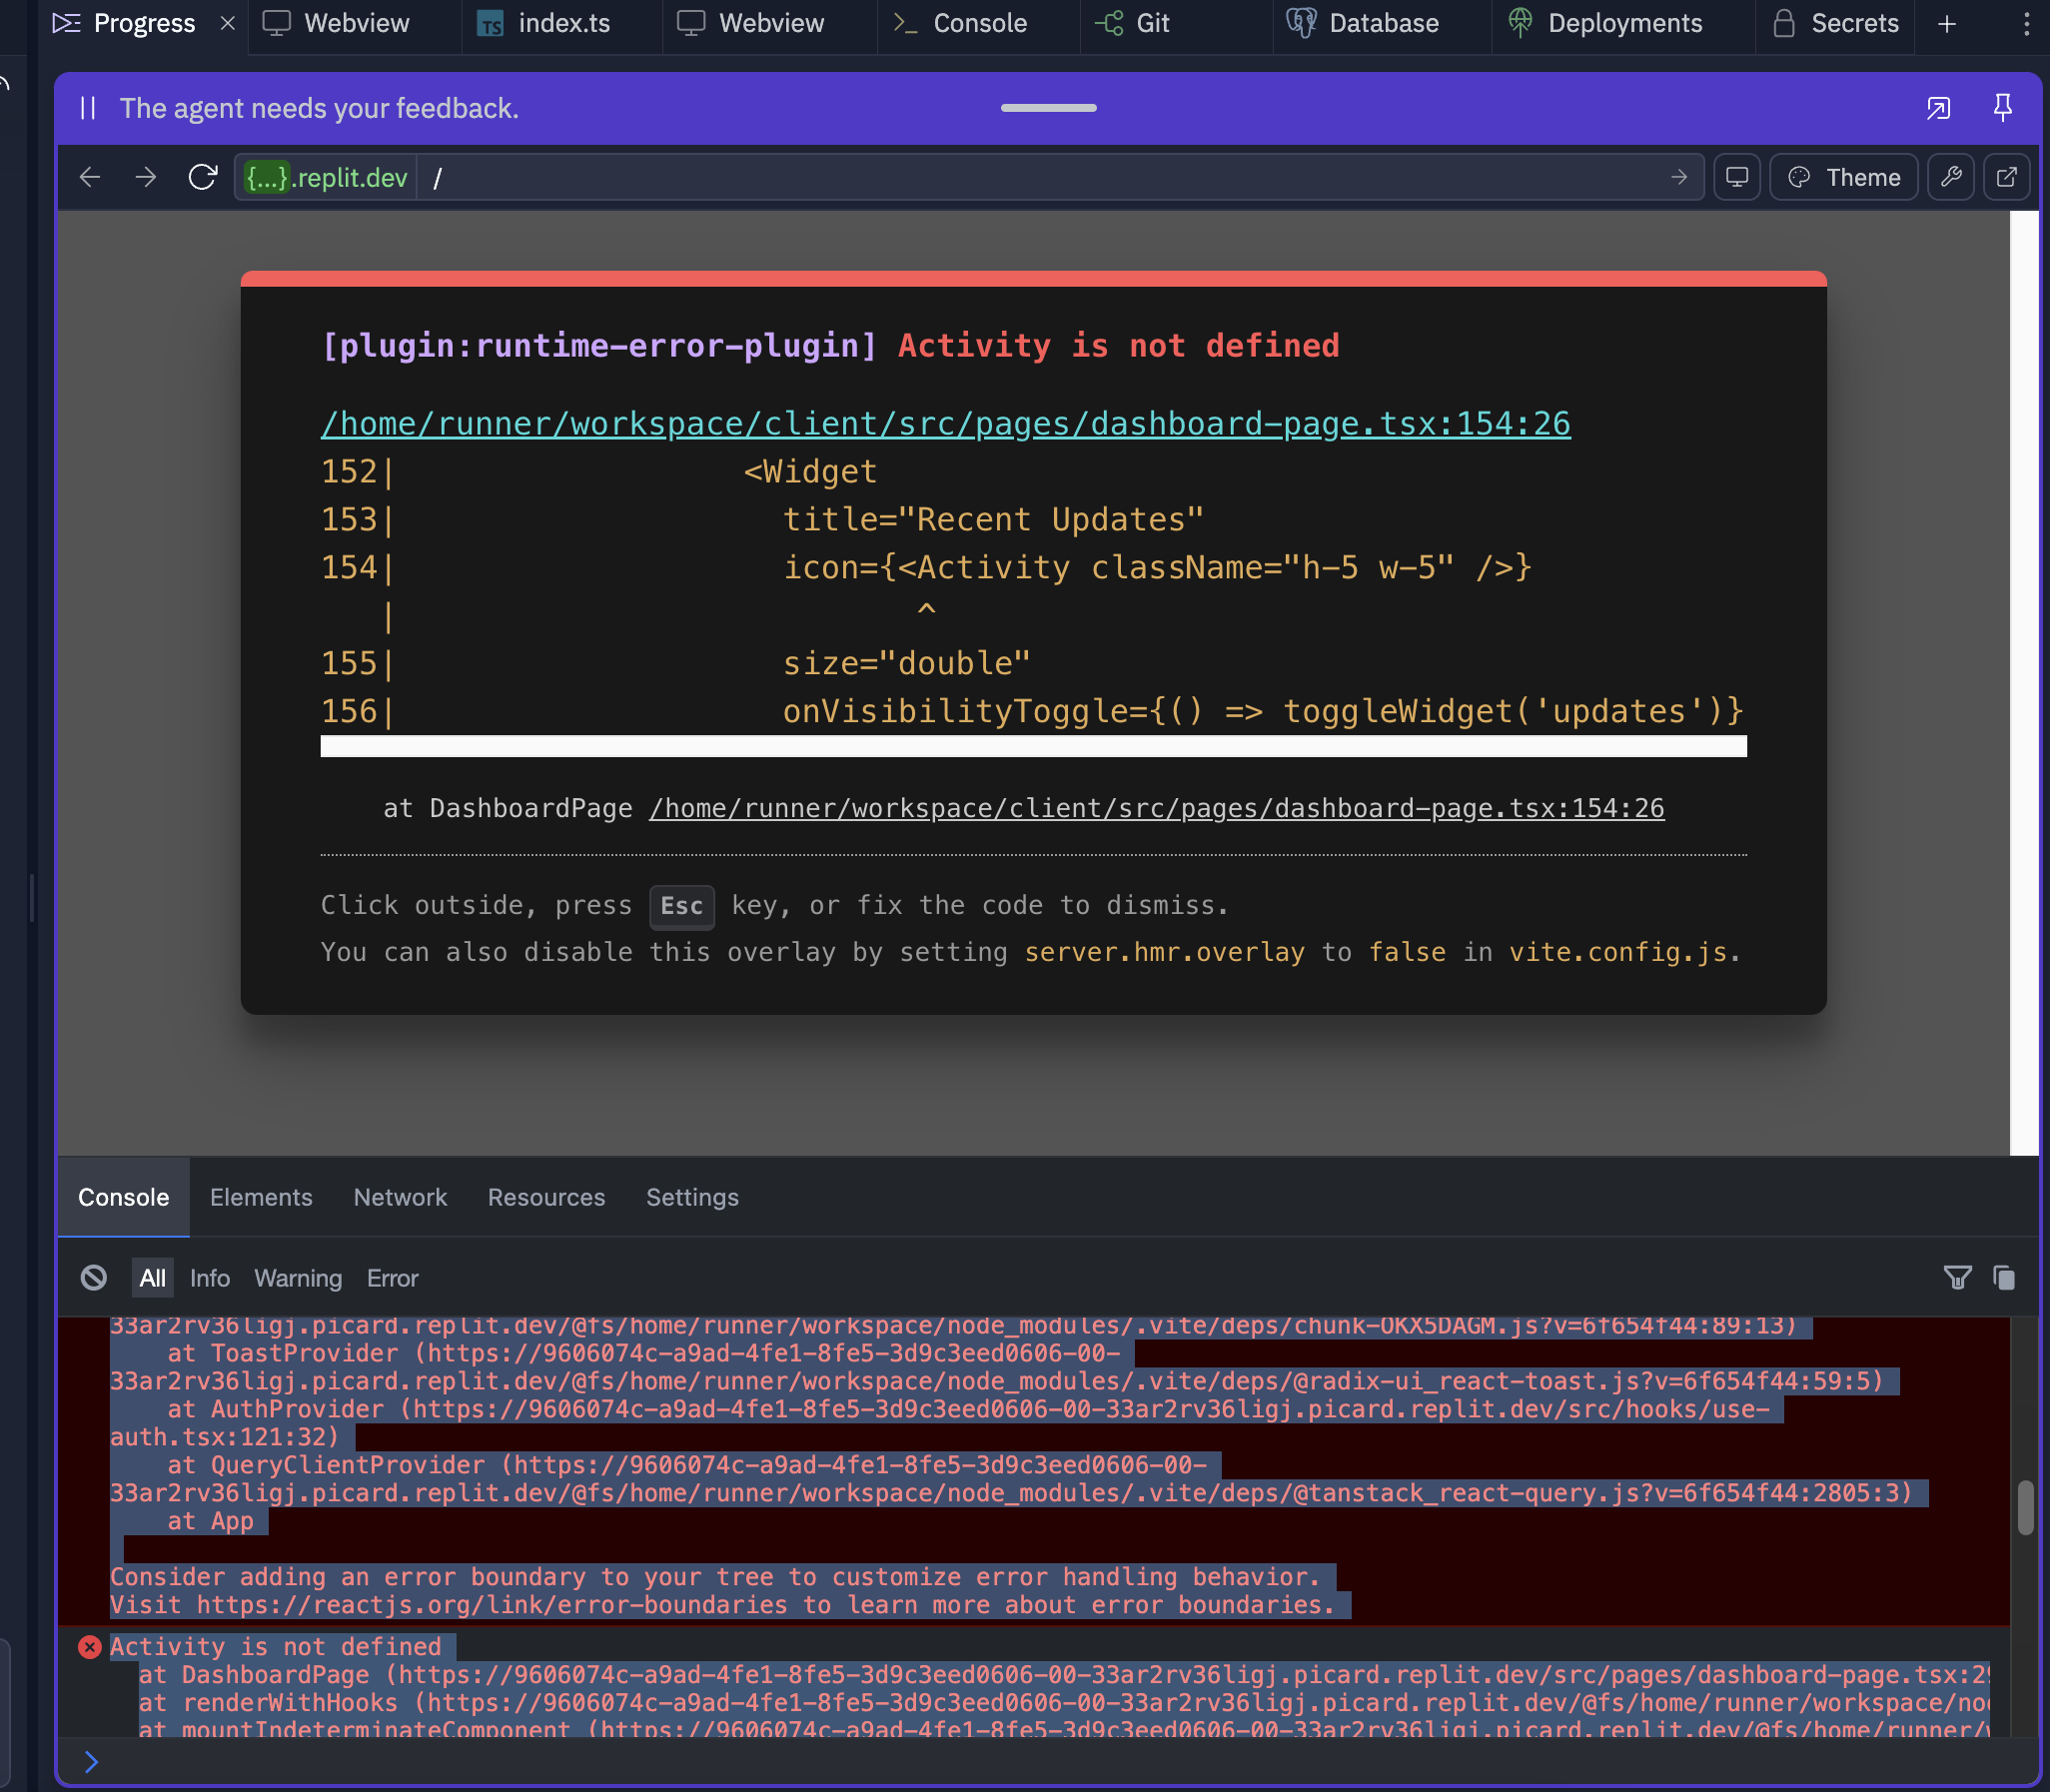 Progress
Webview
TS index.ts
Webview
Console
Git
Database
Deployments
Secrets
The agent needs your feedback.
{...}.replit.dev /
Theme
[plugin:runtime-error-plugin] Activity is not defined
/home/runner/workspace/client/src/pages/dashboard-page.tsx:154:26
152|                  <Widget
153|                    title="Recent Updates"
154|                    icon={<Activity className="h-5 w-5" />}
   |                           ^
155|                    size="double"
156|                    onVisibilityToggle={() => toggleWidget('updates')}
at DashboardPage /home/runner/workspace/client/src/pages/dashboard-page.tsx:154:26
Click outside, press Esc key, or fix the code to dismiss.
You can also disable this overlay by setting server.hmr.overlay to false in vite.config.js.
Console Elements Network Resources Settings
All Info Warning Error
33ar2rv36ligj.picard.replit.dev/@fs/home/runner/workspace/node_modules/.vite/deps/chunk-OKX5DAGM.js?v=6f654f44:89:13)
at ToastProvider (https://9606074c-a9ad-4fe1-8fe5-3d9c3eed0606-00-
33ar2rv36ligj.picard.replit.dev/@fs/home/runner/workspace/node_modules/.vite/deps/@radix-ui_react-toast.js?v=6f654f44:59:5)
at AuthProvider (https://9606074c-a9ad-4fe1-8fe5-3d9c3eed0606-00-33ar2rv36ligj.picard.replit.dev/src/hooks/use-
auth.tsx:121:32)
at QueryClientProvider (https://9606074c-a9ad-4fe1-8fe5-3d9c3eed0606-00-
33ar2rv36ligj.picard.replit.dev/@fs/home/runner/workspace/node_modules/.vite/deps/@tanstack_react-query.js?v=6f654f44:2805:3)
at App
Consider adding an error boundary to your tree to customize error handling behavior.
Visit https://reactjs.org/link/error-boundaries to learn more about error boundaries.
Activity is not defined
at DashboardPage (https://9606074c-a9ad-4fe1-8fe5-3d9c3eed0606-00-33ar2rv36ligj.picard.replit.dev/src/pages/dashboard-page.tsx:2
at renderWithHooks (https://9606074c-a9ad-4fe1-8fe5-3d9c3eed0606-00-33ar2rv36ligj.picard.replit.dev/@fs/home/runner/workspace/no
at mountIndeterminateComponent (https://9606074c-a9ad-4fe1-8fe5-3d9c3eed0606-00-33ar2rv36ligj.picard.replit.dev/@fs/home/runner/